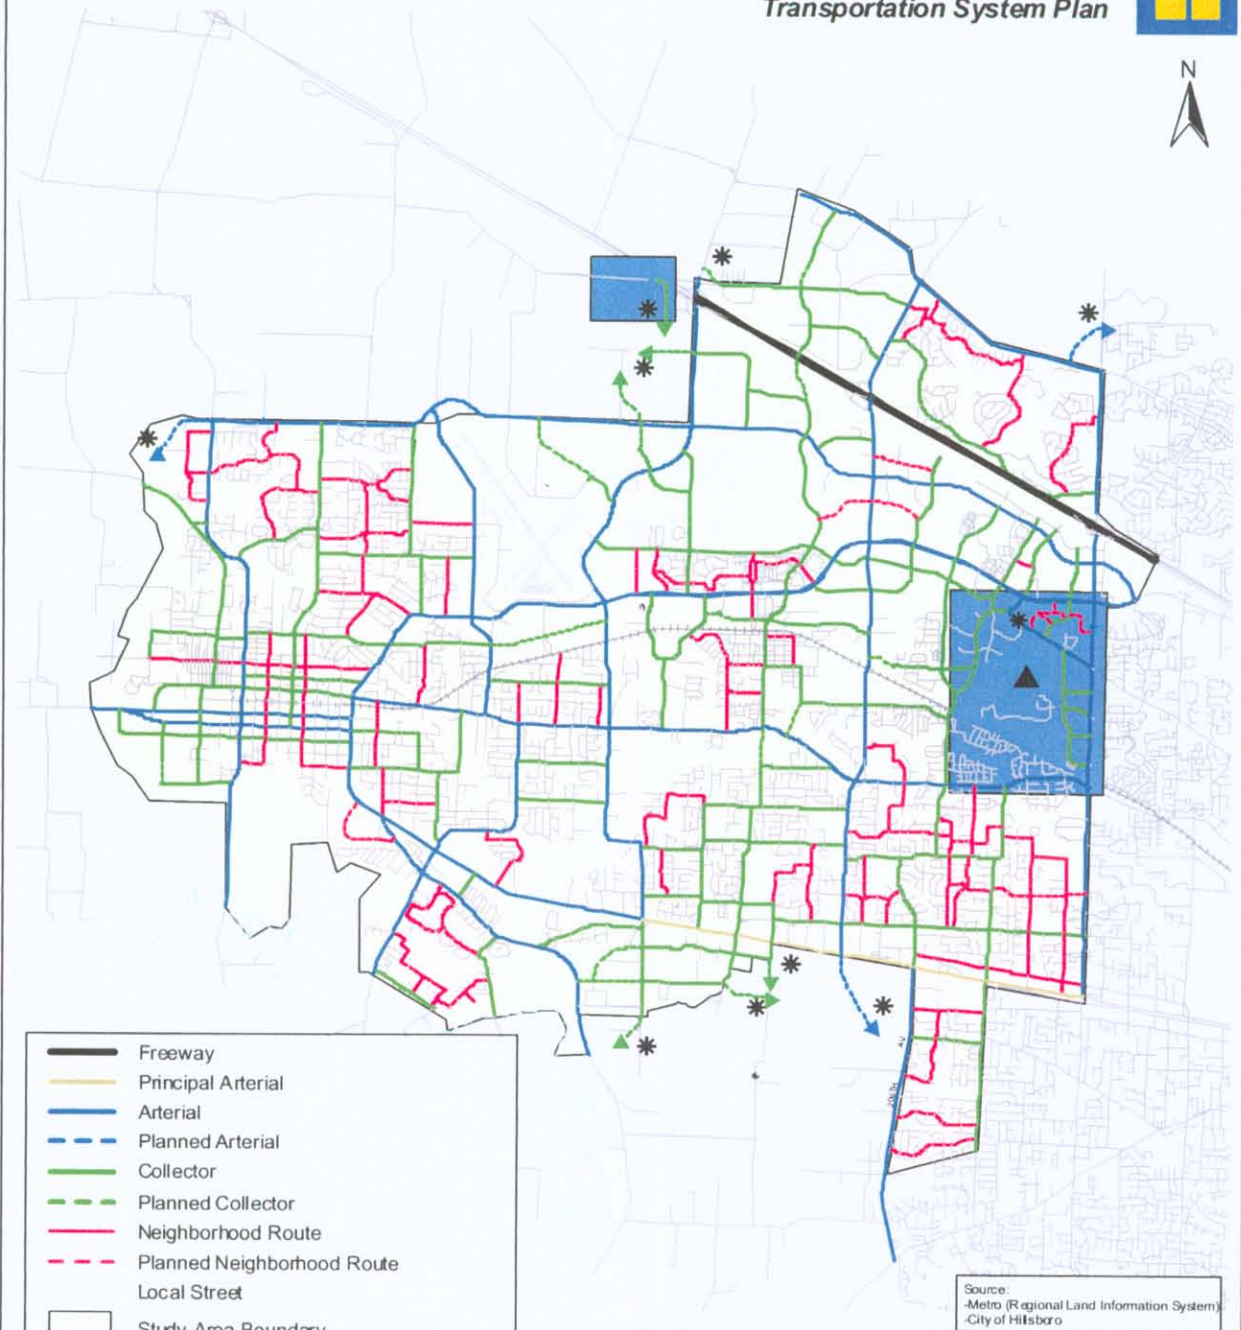 Transportation System Plan
N
Freeway
Principal Arterial
Arterial
Planned Arterial
Collector
Planned Collector
Neighborhood Route
Planned Neighborhood Route
Local Street
Study Area Boundary
Source:
-Metro (Regional Land Information System)
-City of Hillsboro